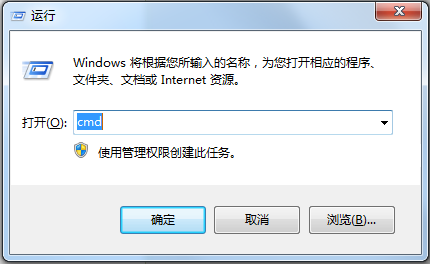 运行
Windows 将根据您所输入的名称，为您打开相应的程序、
文件夹、文档或 Internet 资源。
打开(O): cmd
使用管理权限创建此任务。
确定 取消 浏览(B)...